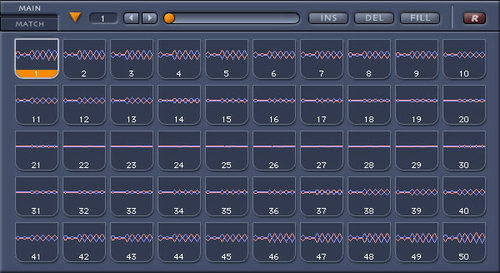 MAIN
MATCH 1 INS DEL FILL R
1 2 3 4 5 6 7 8 9 10
11 12 13 14 15 16 17 18 19 20
21 22 23 24 25 26 27 28 29 30
31 32 33 34 35 36 37 38 39 40
41 42 43 44 45 46 47 48 49 50